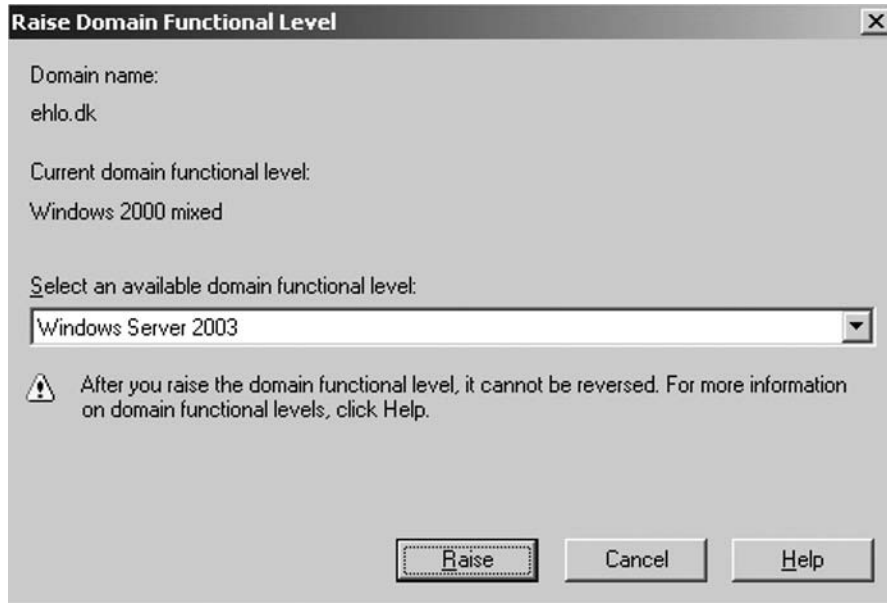 Raise Domain Functional Level
Domain name:
ehlo.dk
Current domain functional level:
Windows 2000 mixed
Select an available domain functional level:
Windows Server 2003
After you raise the domain functional level, it cannot be reversed. For more information
on domain functional levels, click Help.
Raise
Cancel
Help